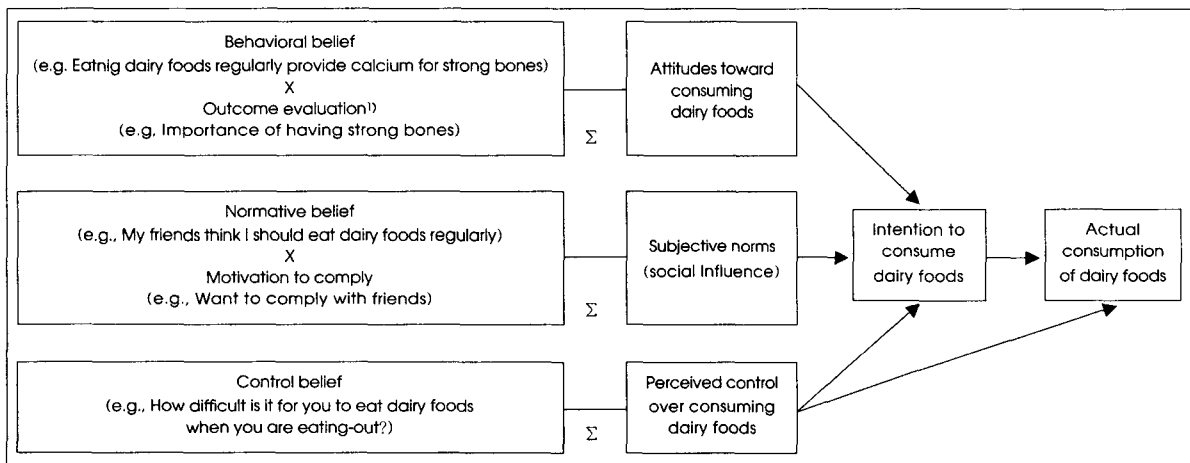 Behavioral belief
(e.g. Eatnig dairy foods regularly provide calcium for strong bones)
X
Outcome evaluation¹⁾
(e.g, Importance of having strong bones)
Σ
Attitudes toward
consuming
dairy foods
Normative belief
(e.g., My friends think I should eat dairy foods regularly)
X
Motivation to comply
(e.g., Want to comply with friends)
Σ
Subjective norms
(social Influence)
Intention to
consume
dairy foods
Actual
consumption
of dairy foods
Control belief
(e.g., How difficult is it for you to eat dairy foods
when you are eating-out?)
Σ
Perceived control
over consuming
dairy foods